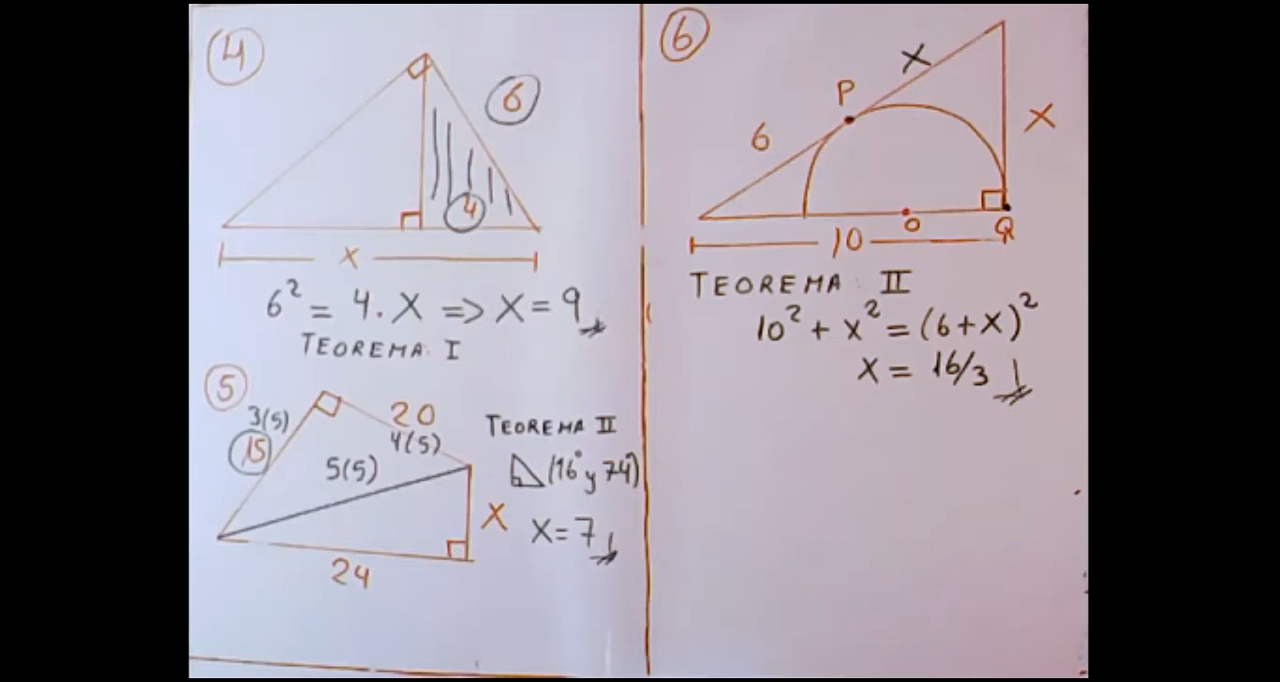 4
6
4
x
6² = 4 . X => X = 9
TEOREMA I
5
3(5)
15
20
4(5)
5(5)
X
24
TEOREMA II
(16° y 74°)
X = 7
6
P
X
6
X
O
Q
10
TEOREMA II
10² + x² = (6+x)²
X = 16/3